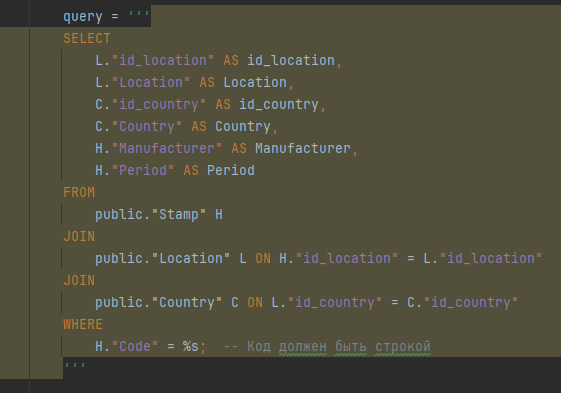 query = '''
SELECT
L."id_location" AS id_location,
L."Location" AS Location,
C."id_country" AS id_country,
C."Country" AS Country,
H."Manufacturer" AS Manufacturer,
H."Period" AS Period
FROM
public."Stamp" H
JOIN
public."Location" L ON H."id_location" = L."id_location"
JOIN
public."Country" C ON L."id_country" = C."id_country"
WHERE
H."Code" = %s;  -- Код должен быть строкой
'''